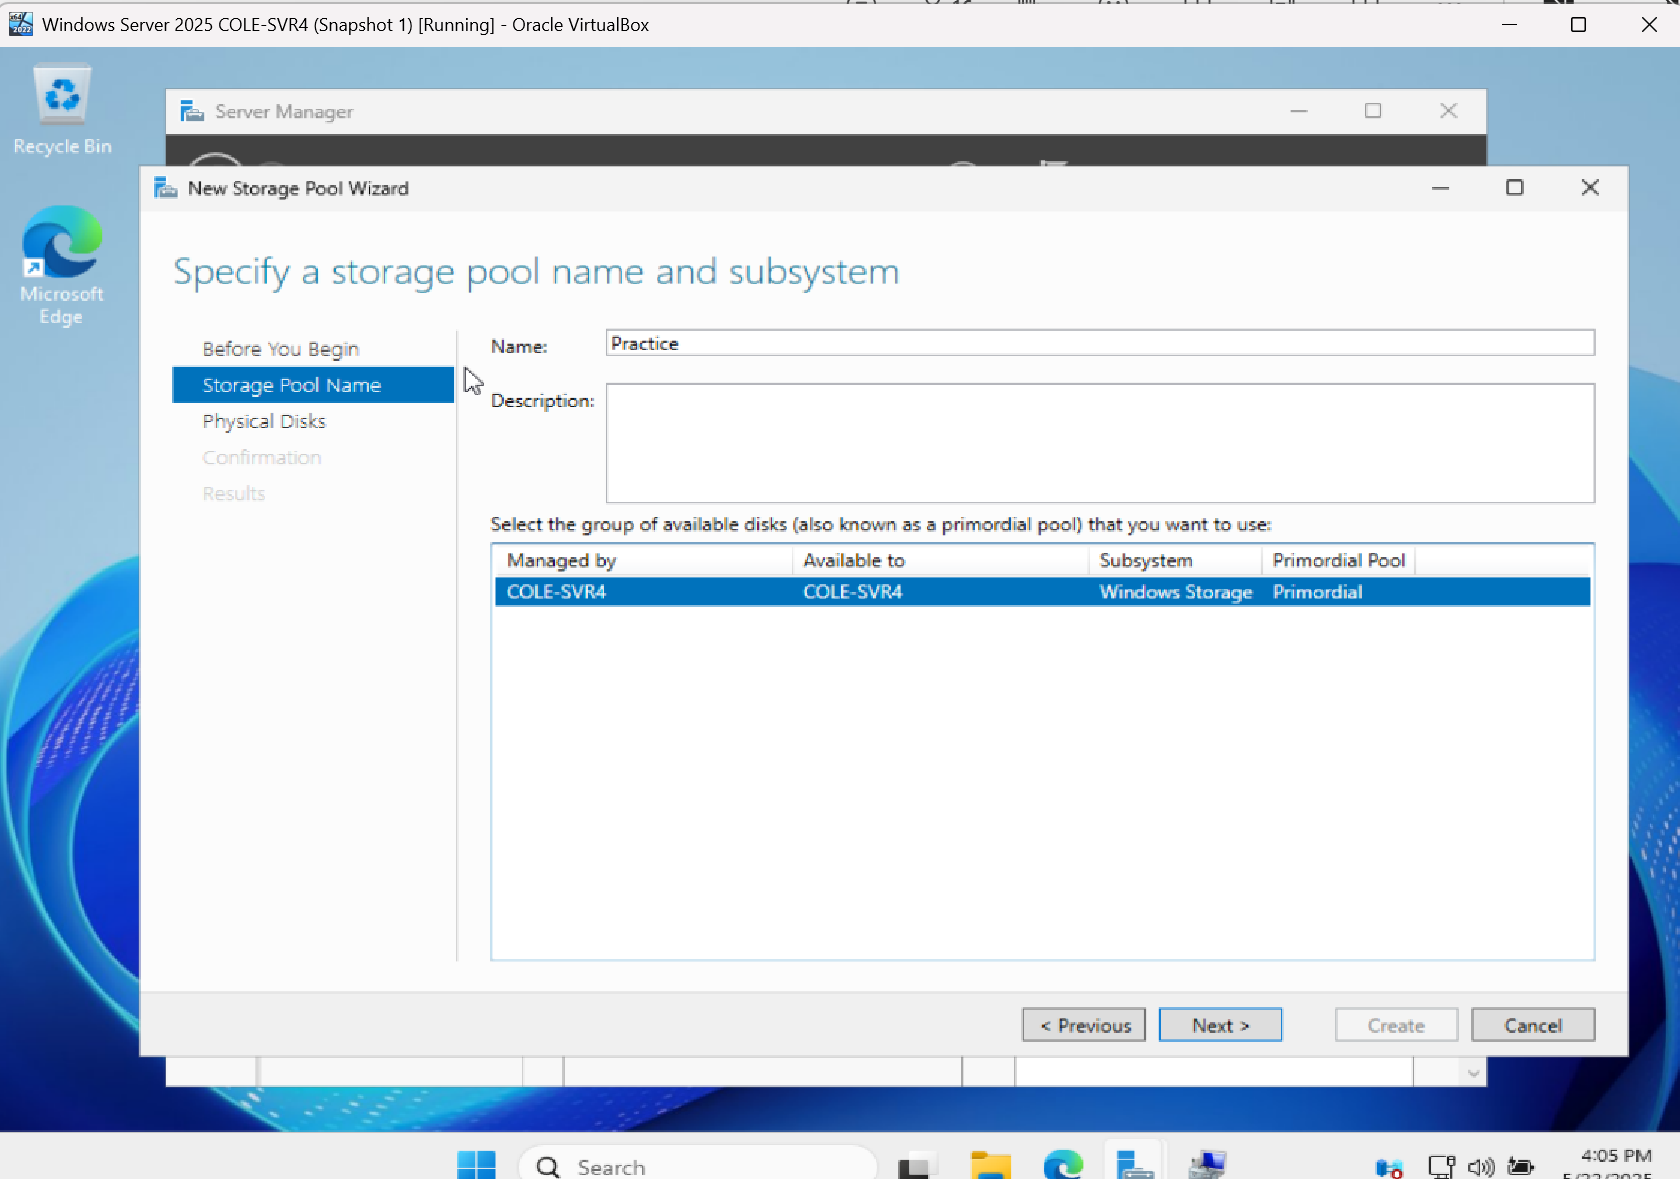 Windows Server 2025 COLE-SVR4 (Snapshot 1) [Running] - Oracle VirtualBox
Recycle Bin
Microsoft
Edge
Server Manager
New Storage Pool Wizard
Specify a storage pool name and subsystem
Before You Begin
Storage Pool Name
Physical Disks
Confirmation
Results
Name:
Practice
Description:
Select the group of available disks (also known as a primordial pool) that you want to use:
Managed by Available to Subsystem Primordial Pool
COLE-SVR4 COLE-SVR4 Windows Storage Primordial
< Previous Next > Create Cancel
Search
4:05 PM